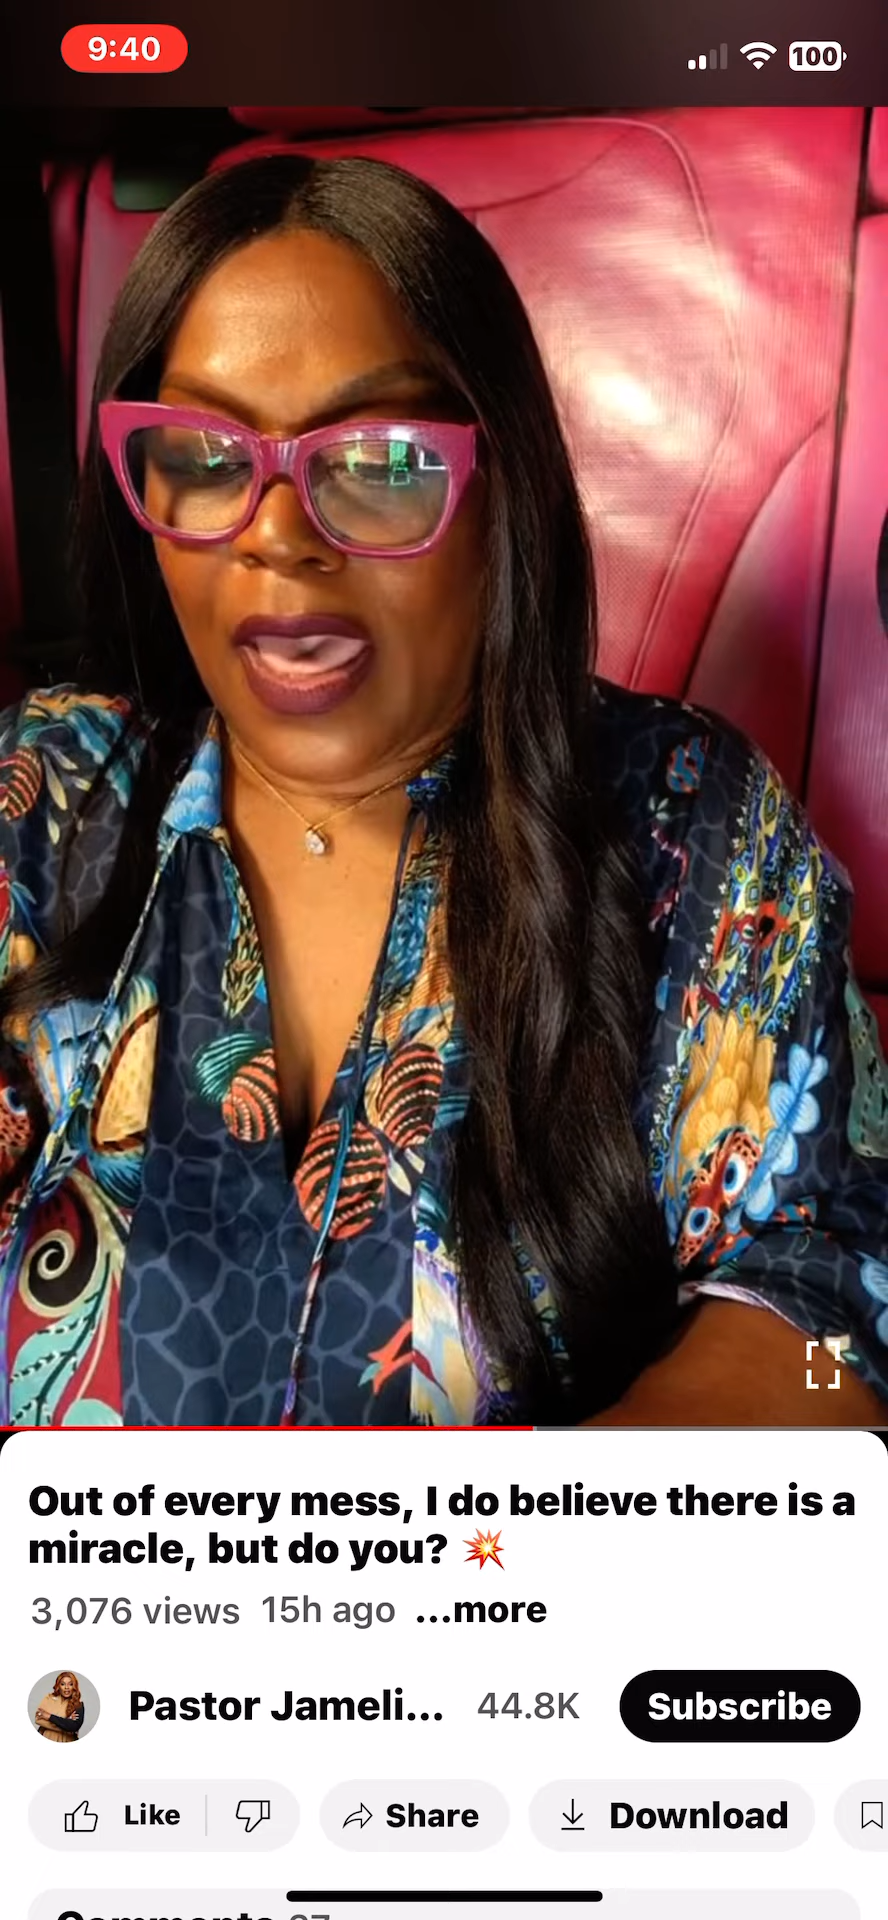 9:40
100
Out of every mess, I do believe there is a
miracle, but do you? 💥
3,076 views 15h ago ...more
Pastor Jameli... 44.8K Subscribe
Like Share Download
Comments